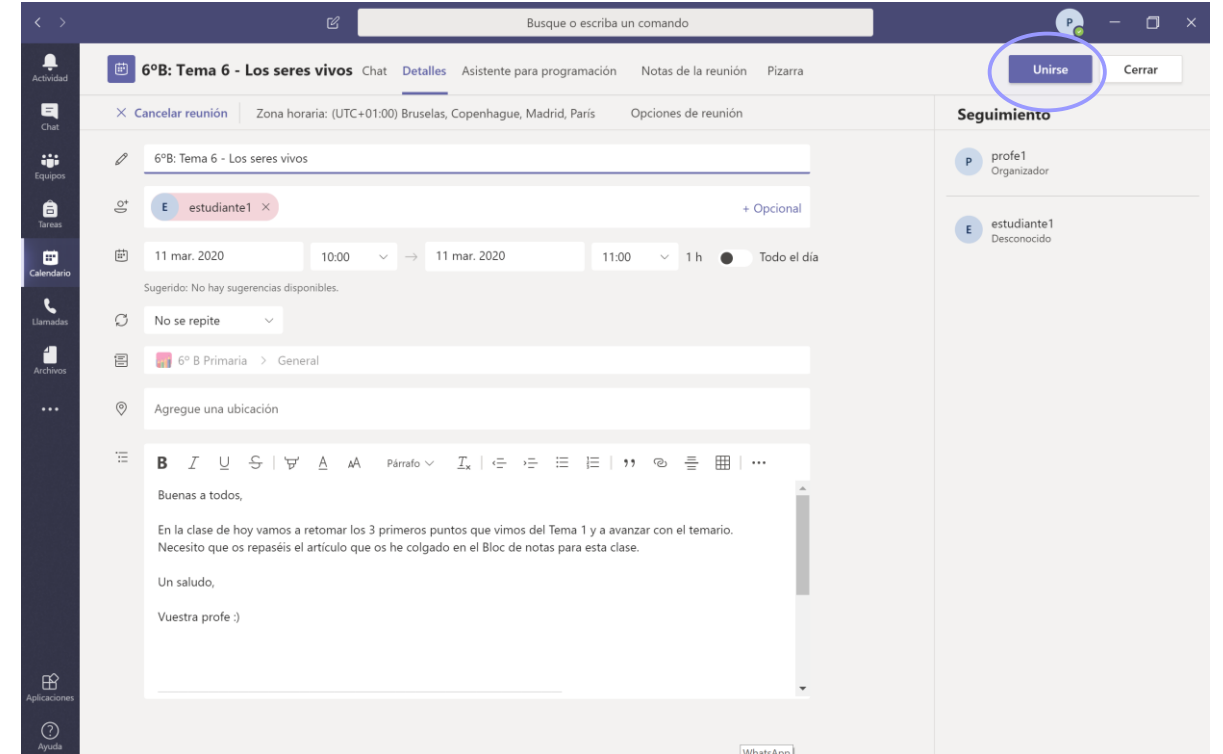 Busque o escriba un comando
P
Actividad
Chat
Equipos
Tareas
Calendario
Llamadas
Archivos
Aplicaciones
Ayuda
6ºB: Tema 6 - Los seres vivos Chat Detalles Asistente para programación Notas de la reunión Pizarra
Unirse Cerrar
Cancelar reunión Zona horaria: (UTC+01:00) Bruselas, Copenhague, Madrid, París Opciones de reunión
6ºB: Tema 6 - Los seres vivos
E estudiante1 × + Opcional
11 mar. 2020 10:00 → 11 mar. 2020 11:00 1 h Todo el día
Sugerido: No hay sugerencias disponibles.
No se repite
6º B Primaria > General
Agregue una ubicación
B I U S A AA Párrafo
Buenas a todos,
En la clase de hoy vamos a retomar los 3 primeros puntos que vimos del Tema 1 y a avanzar con el temario.
Necesito que os repaséis el artículo que os he colgado en el Bloc de notas para esta clase.
Un saludo,
Vuestra profe :)
WhatsApp
Seguimiento
P profe1
Organizador
E estudiante1
Desconocido